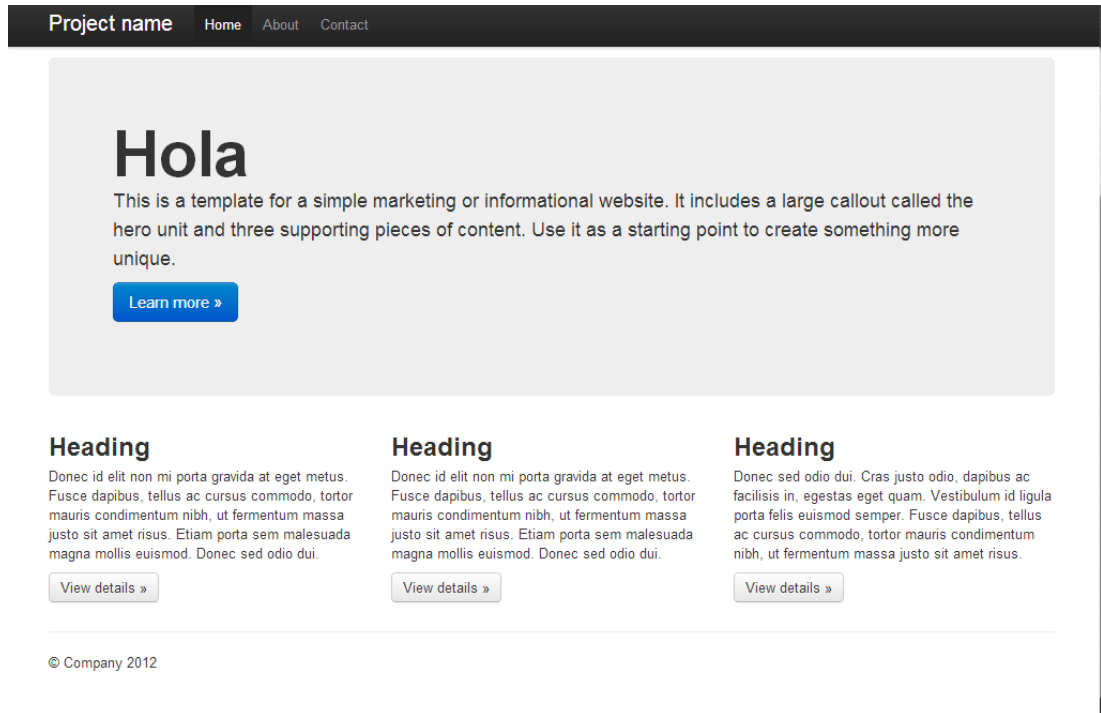 Project name Home About Contact
Hola
This is a template for a simple marketing or informational website. It includes a large callout called the
hero unit and three supporting pieces of content. Use it as a starting point to create something more
unique.
Learn more »
Heading
Donec id elit non mi porta gravida at eget metus.
Fusce dapibus, tellus ac cursus commodo, tortor
mauris condimentum nibh, ut fermentum massa
justo sit amet risus. Etiam porta sem malesuada
magna mollis euismod. Donec sed odio dui.
View details »
Heading
Donec id elit non mi porta gravida at eget metus.
Fusce dapibus, tellus ac cursus commodo, tortor
mauris condimentum nibh, ut fermentum massa
justo sit amet risus. Etiam porta sem malesuada
magna mollis euismod. Donec sed odio dui.
View details »
Heading
Donec sed odio dui. Cras justo odio, dapibus ac
facilisis in, egestas eget quam. Vestibulum id ligula
porta felis euismod semper. Fusce dapibus, tellus
ac cursus commodo, tortor mauris condimentum
nibh, ut fermentum massa justo sit amet risus.
View details »
© Company 2012